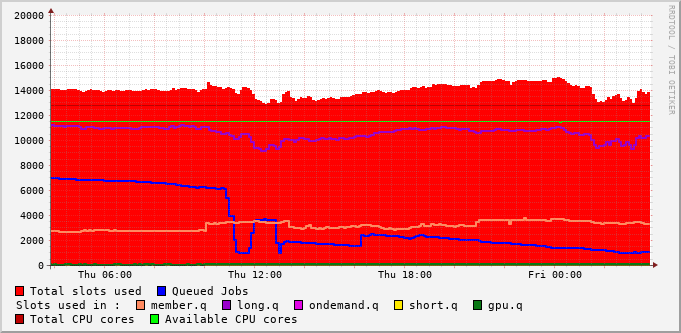 20000
18000
16000
14000
12000
10000
8000
6000
4000
2000
0
Thu 06:00 Thu 12:00 Thu 18:00 Fri 00:00
RRDTOOL / TOBI OETIKER
Total slots used Queued Jobs
Slots used in : member.q long.q ondemand.q short.q gpu.q
Total CPU cores Available CPU cores